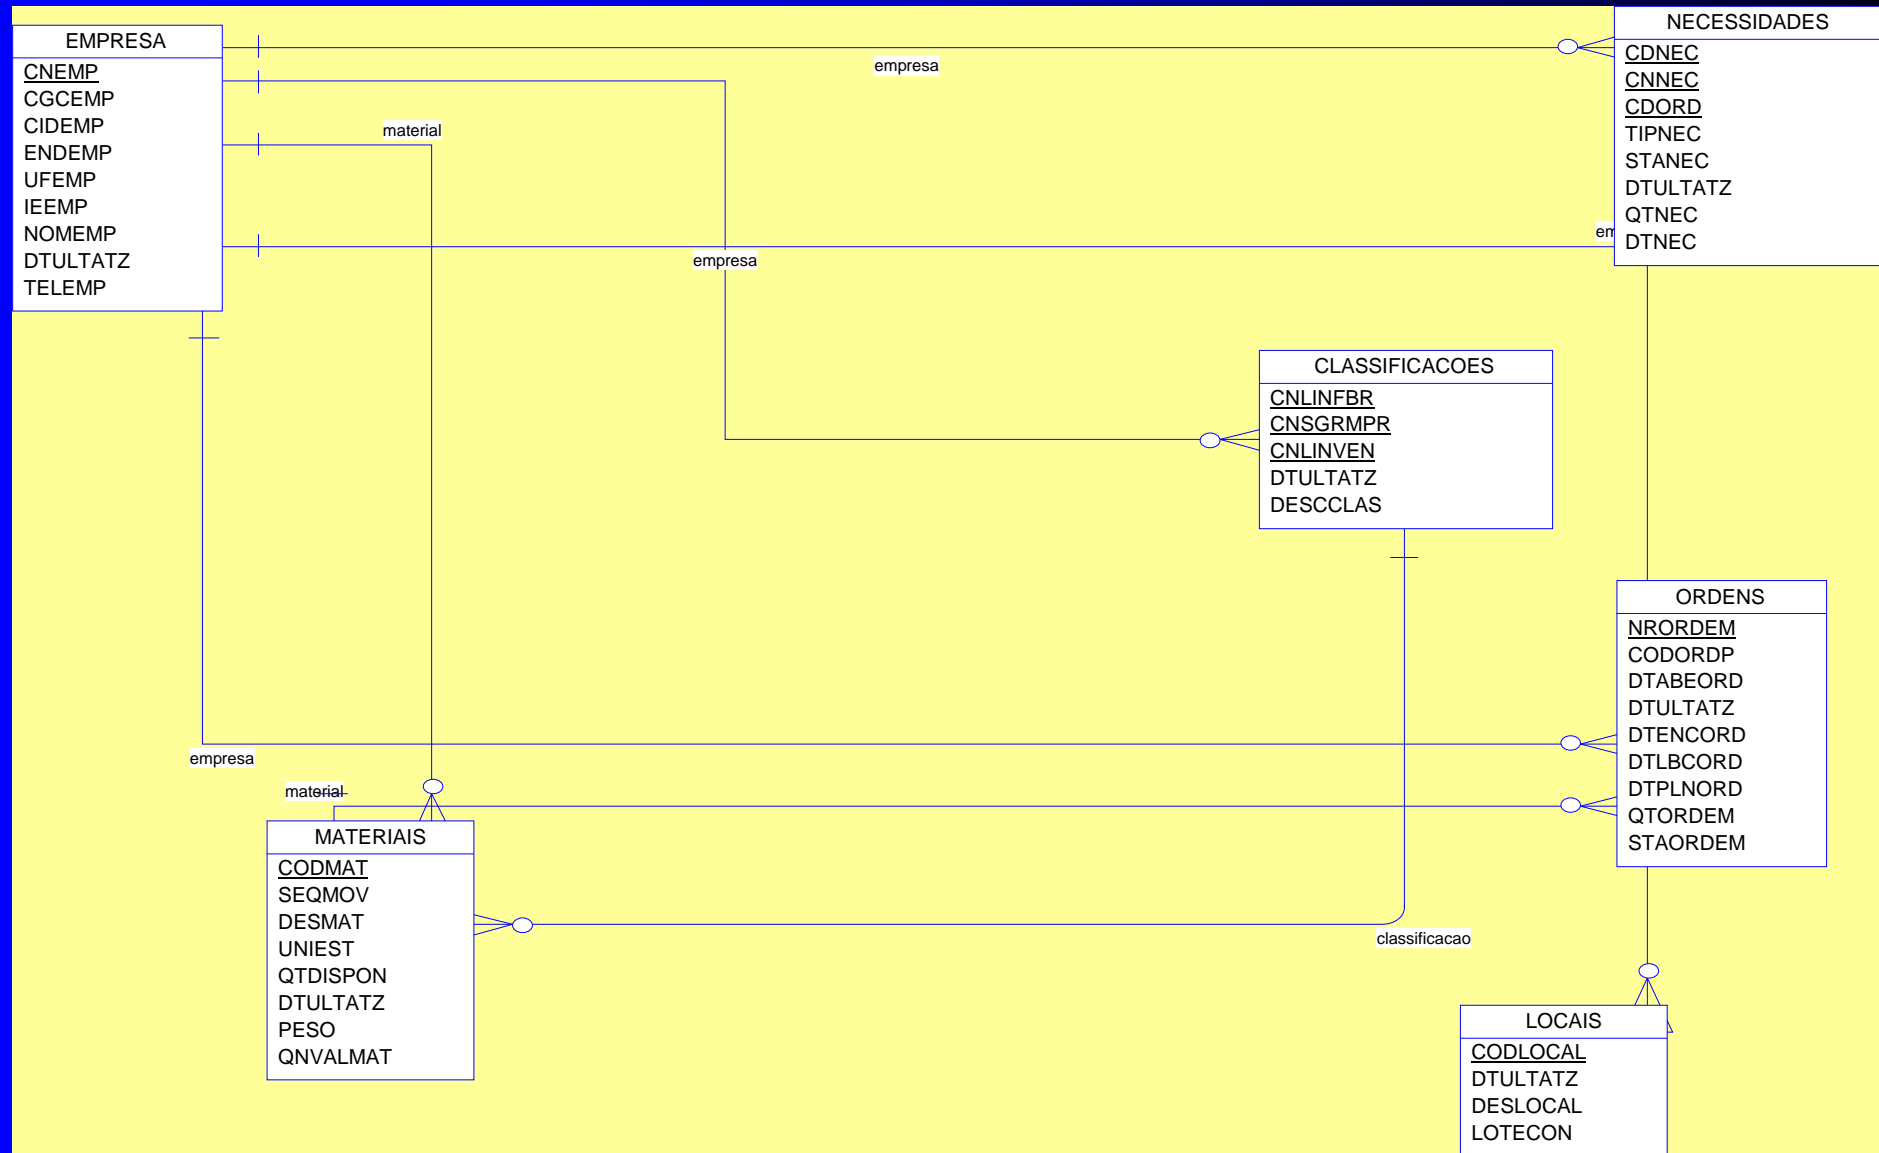 EMPRESA
CNEMP
CGCEMP
CIDEMP
ENDEMP
UFEMP
IEEMP
NOMEMP
DTULTATZ
TELEMP
empresa
material
empresa
em
NECESSIDADES
CDNEC
CNNEC
CDORD
TIPNEC
STANEC
DTULTATZ
QTNEC
DTNEC
CLASSIFICACOES
CNLINFBR
CNSGRMPR
CNLINVEN
DTULTATZ
DESCCLAS
ORDENS
NRORDEM
CODORDP
DTABEORD
DTULTATZ
DTENCORD
DTLBCORD
DTPLNORD
QTORDEM
STAORDEM
empresa
material
MATERIAIS
CODMAT
SEQMOV
DESMAT
UNIEST
QTDISPON
DTULTATZ
PESO
QNVALMAT
classificacao
LOCAIS
CODLOCAL
DTULTATZ
DESLOCAL
LOTECON